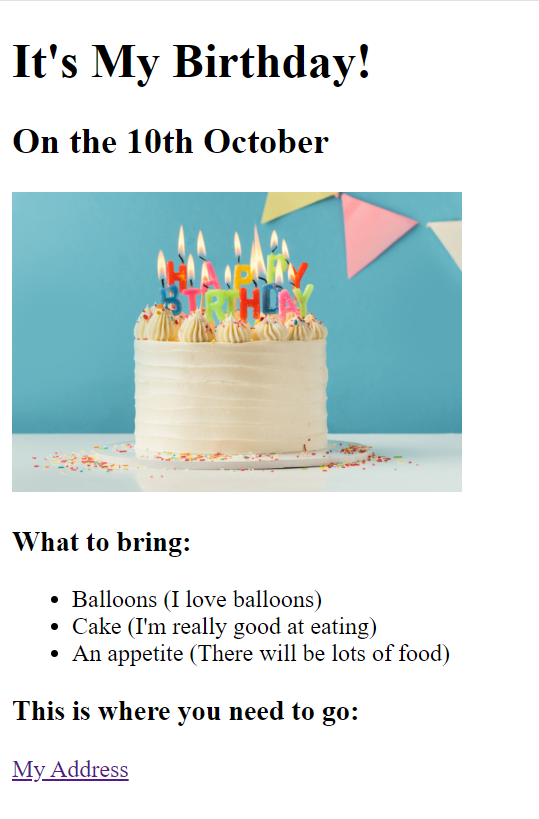 It's My Birthday!
On the 10th October
HAPPY
BIRTHDAY
What to bring:
Balloons (I love balloons)
Cake (I'm really good at eating)
An appetite (There will be lots of food)
This is where you need to go:
My Address